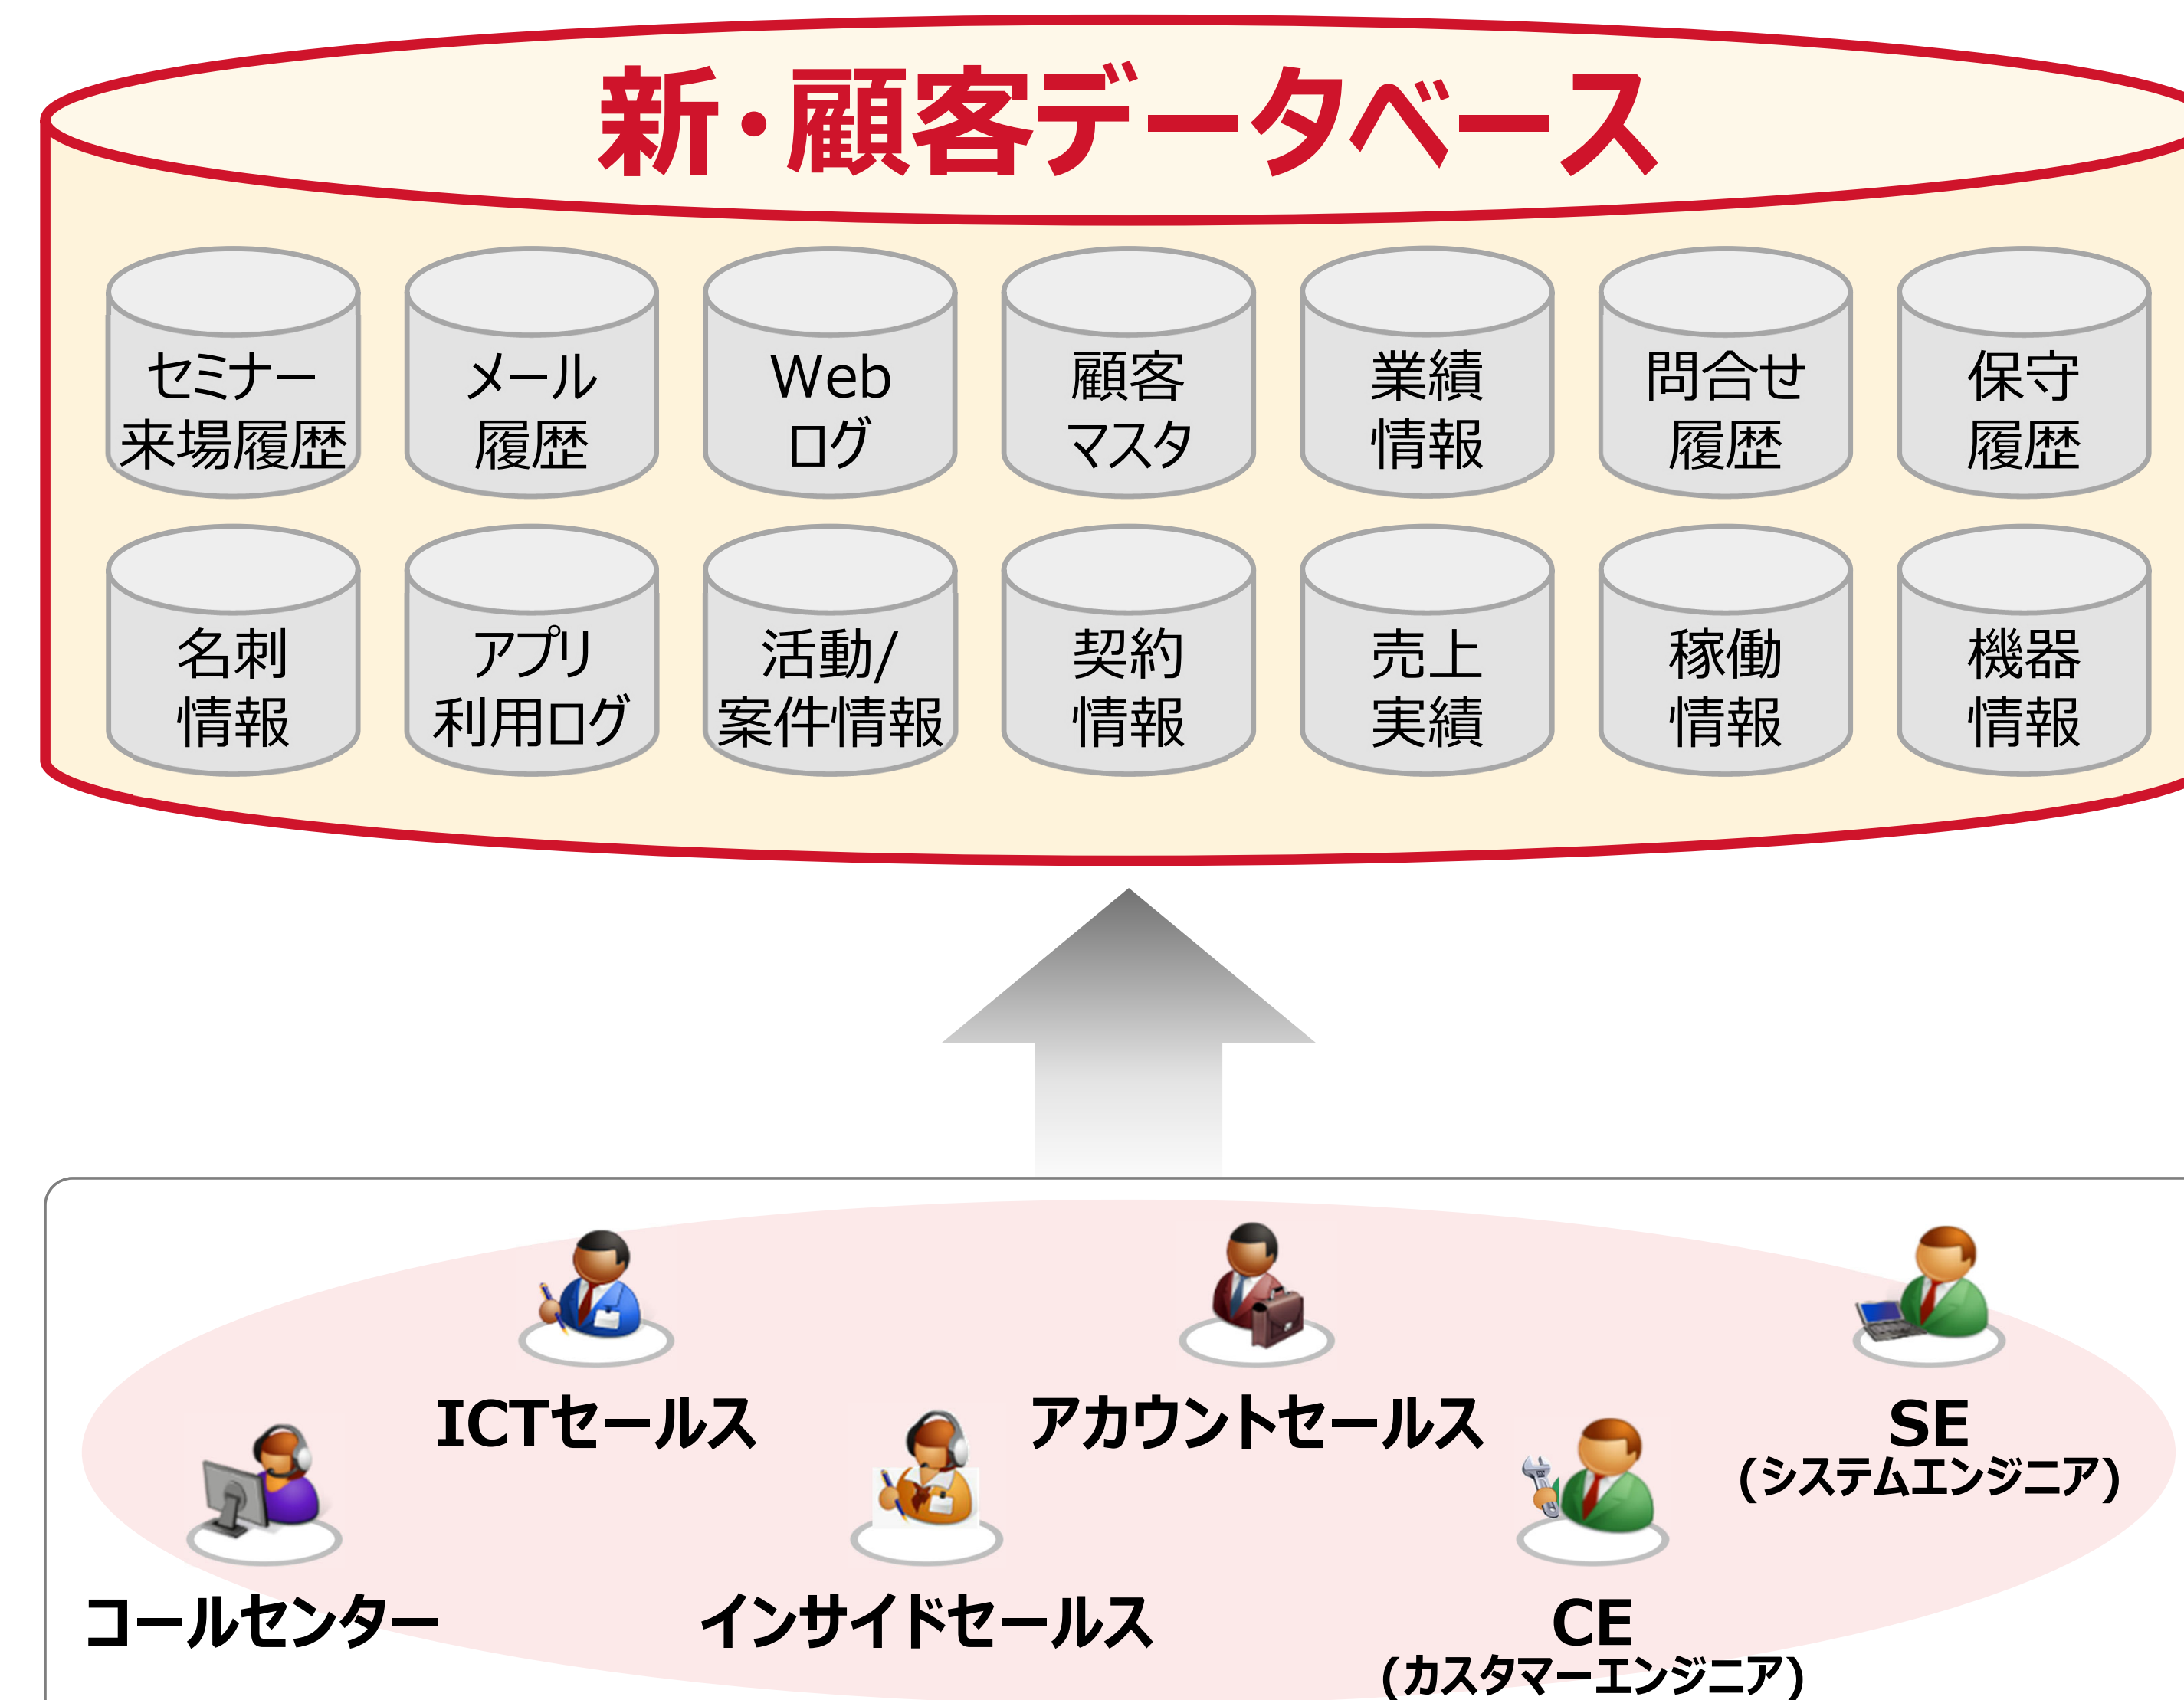 新・顧客データベース
セミナー
来場履歴
メール
履歴
Web
ログ
顧客
マスタ
業績
情報
問合せ
履歴
保守
履歴
名刺
情報
アプリ
利用ログ
活動/
案件情報
契約
情報
売上
実績
稼働
情報
機器
情報
ICTセールス
アカウントセールス
SE
(システムエンジニア)
コールセンター
インサイドセールス
CE
(カスタマーエンジニア)